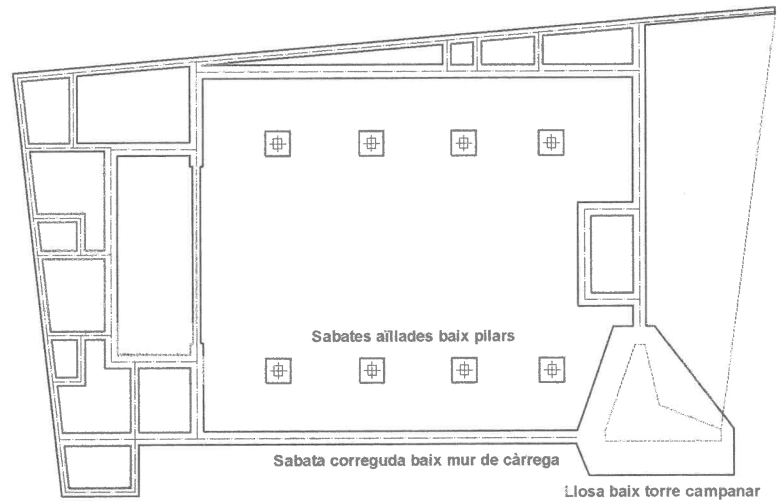 Sabates aïllades baix pilars
Sabata correguda baix mur de càrrega
Llosa baix torre campanar